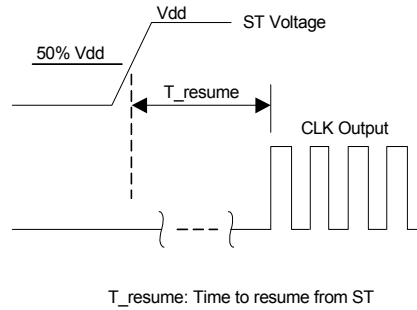 Vdd
ST Voltage
50% Vdd
T_resume
CLK Output
T_resume: Time to resume from ST